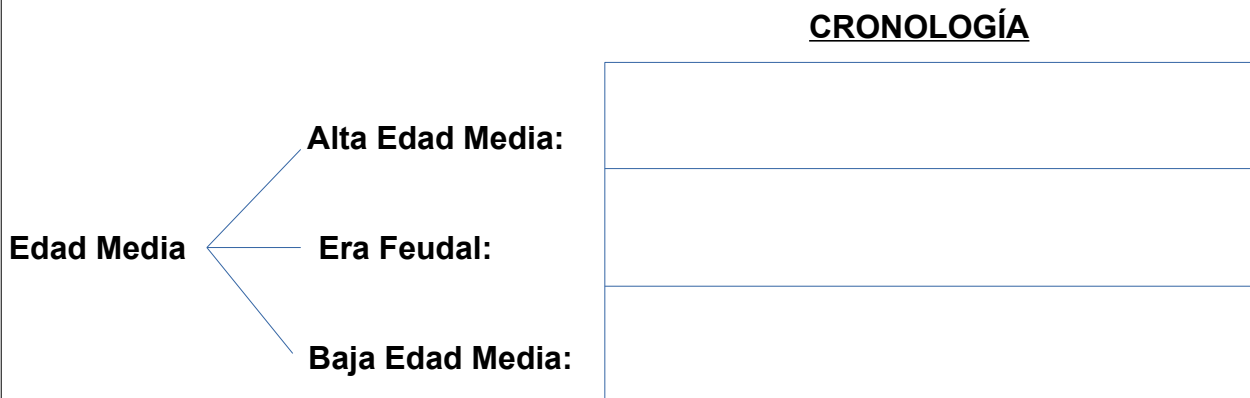 CRONOLOGÍA
Alta Edad Media:
Edad Media
Era Feudal:
Baja Edad Media: